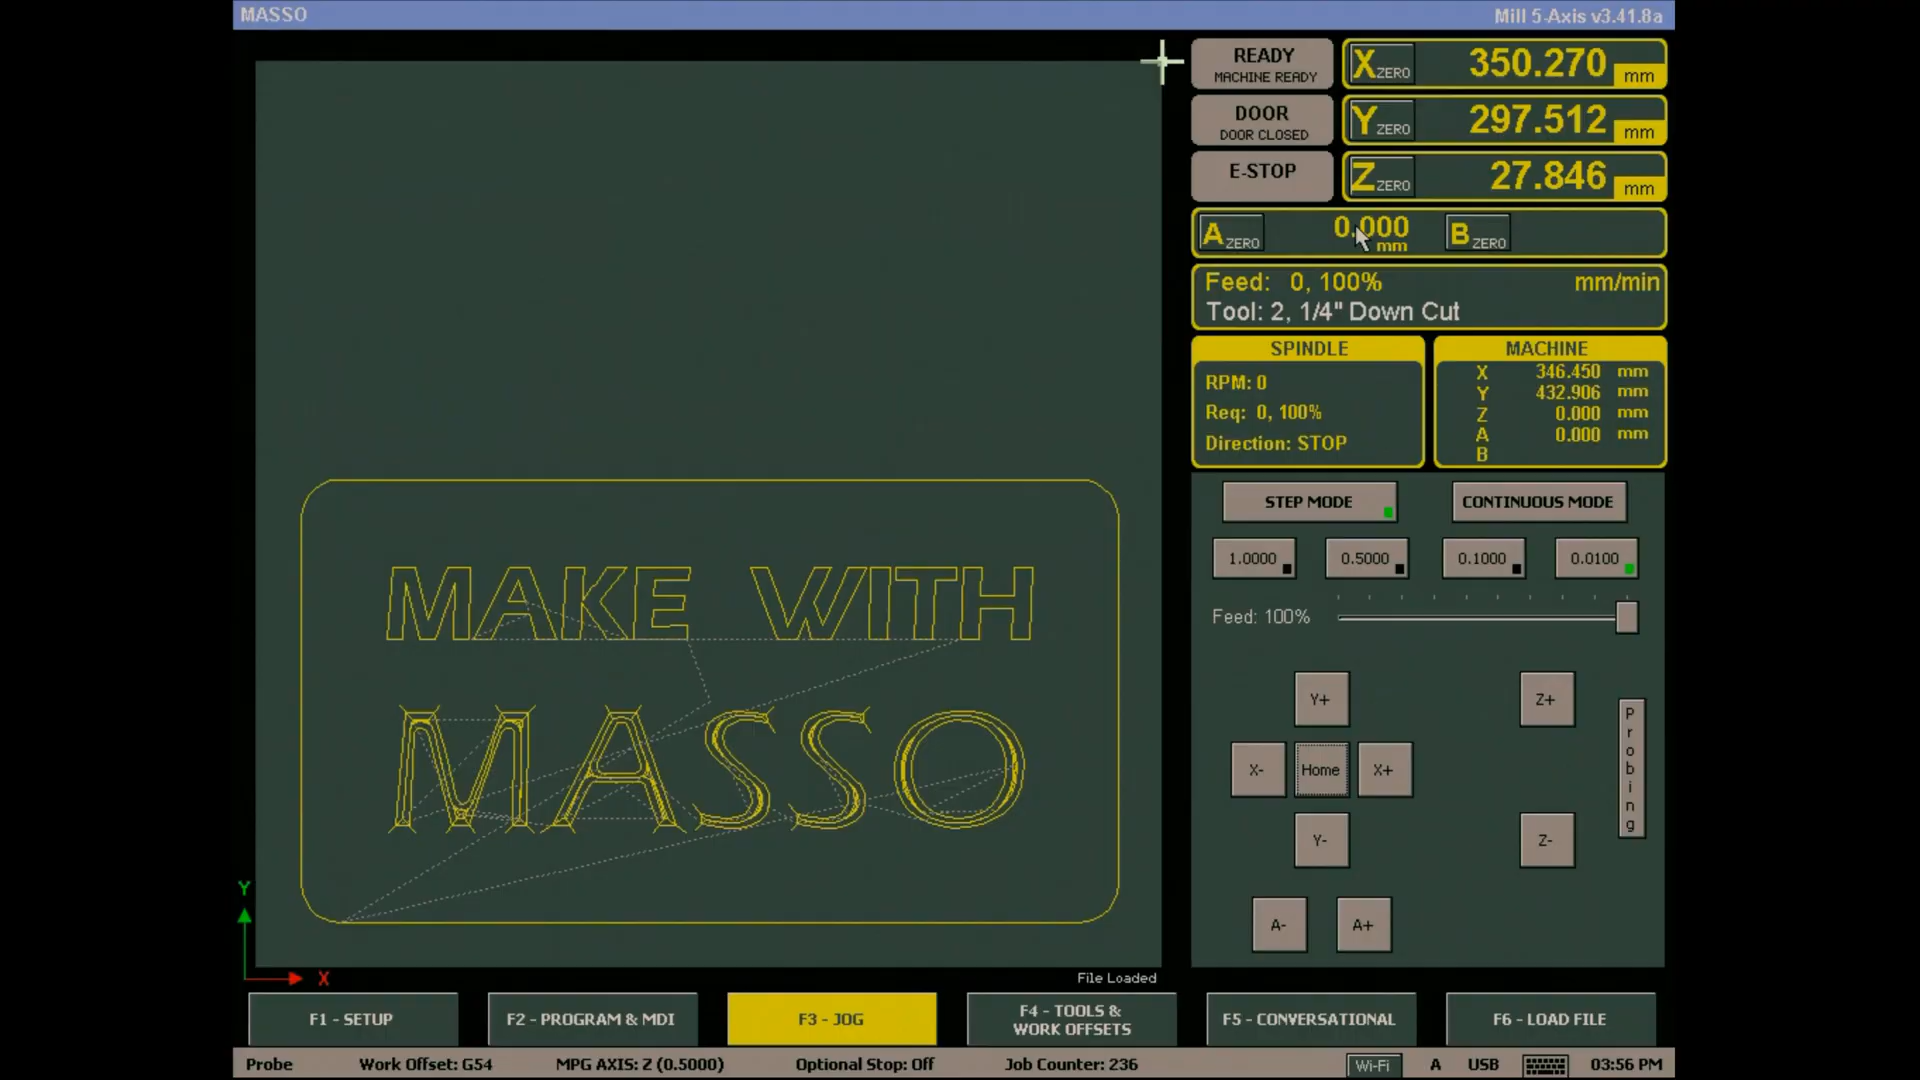 MASSO
Mill 5-Axis v3.41.8a
READY
MACHINE READY
X ZERO 350.270 mm
DOOR
DOOR CLOSED
Y ZERO 297.512 mm
E-STOP
Z ZERO 27.846 mm
A ZERO 0.000 mm B ZERO
Feed: 0, 100% mm/min
Tool: 2, 1/4" Down Cut
SPINDLE
RPM: 0
Req: 0, 100%
Direction: STOP
MACHINE
X 346.450 mm
Y 432.906 mm
Z 0.000 mm
A 0.000 mm
B
STEP MODE CONTINUOUS MODE
1.0000 0.5000 0.1000 0.0100
Feed: 100%
Y+ Z+
X- Home X+
Y- Z-
A- A+
Probing
MAKE WITH
MASSO
Y
X
File Loaded
F1 - SETUP
F2 - PROGRAM & MDI
F3 - JOG
F4 - TOOLS &
WORK OFFSETS
F5 - CONVERSATIONAL
F6 - LOAD FILE
Probe Work Offset: G54 MPG AXIS: Z (0.5000) Optional Stop: Off Job Counter: 236 Wi-Fi A USB 03:56 PM